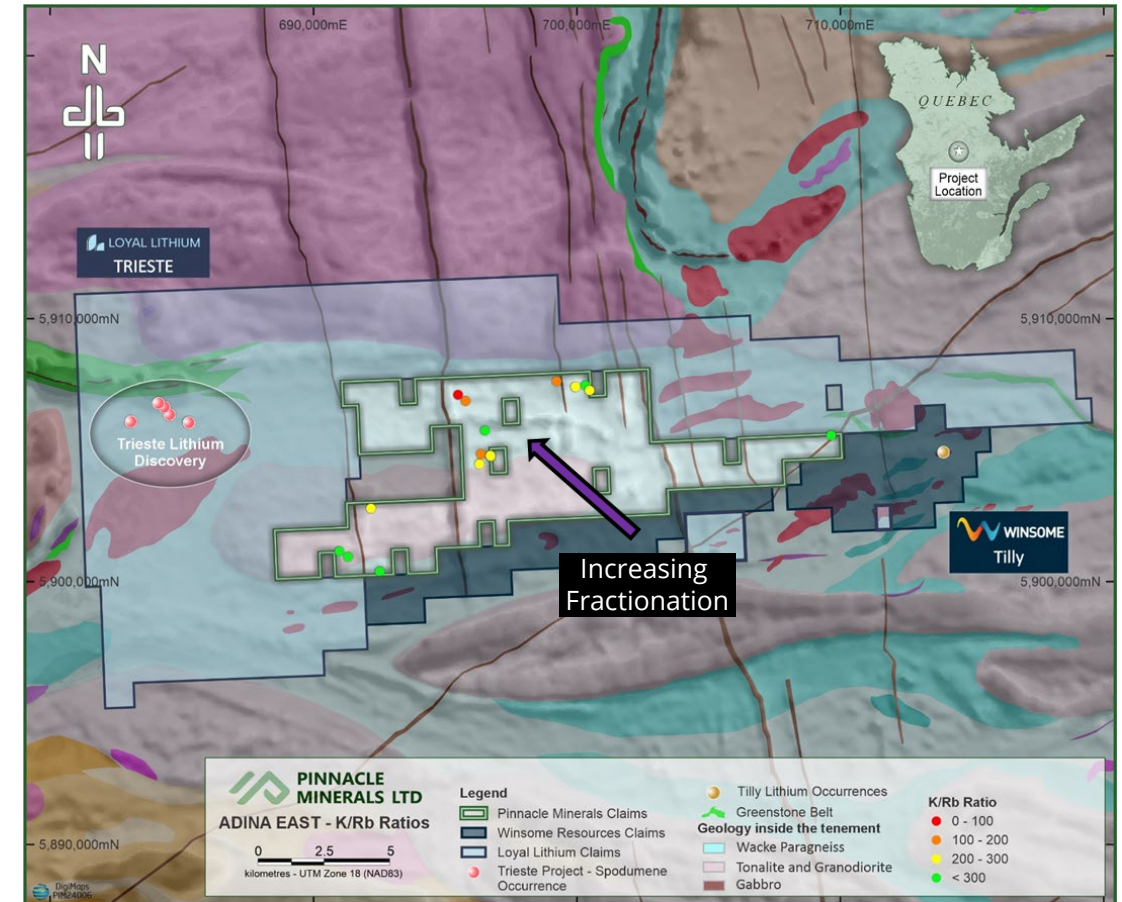 690,000mE
700,000mE
710,000mE
N
QUEBEC
Project
Location
LOYAL LITHIUM
TRIESTE
5,910,000mN
5,910,000mN
Trieste Lithium
Discovery
WINSOME
Tilly
Increasing
Fractionation
5,900,000mN
5,900,000mN
PINNACLE
MINERALS LTD
ADINA EAST - K/Rb Ratios
0 2.5 5
kilometres - UTM Zone 18 (NAD83)
Legend
Pinnacle Minerals Claims
Winsome Resources Claims
Loyal Lithium Claims
Trieste Project - Spodumene
Occurrence
Tilly Lithium Occurrences
Greenstone Belt
Geology inside the tenement
Wacke Paragneiss
Tonalite and Granodiorite
Gabbro
K/Rb Ratio
0 - 100
100 - 200
200 - 300
< 300
5,890,000mN
DigiMaps
PIM24006